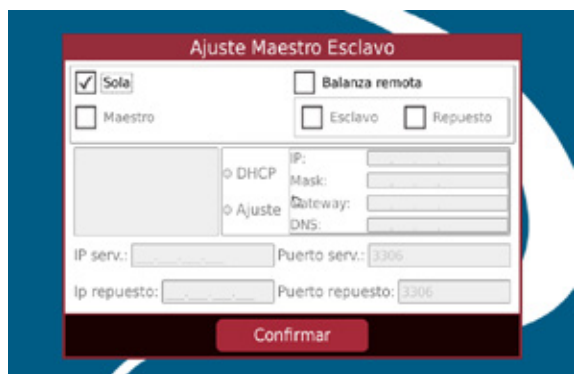 Ajuste Maestro Esclavo
Sola Balanza remota
Maestro Esclavo Repuesto
DHCP IP:
Mask:
Ajuste Gateway:
DNS:
IP serv.: Puerto serv.: 3306
Ip repuesto: Puerto repuesto: 3306
Confirmar